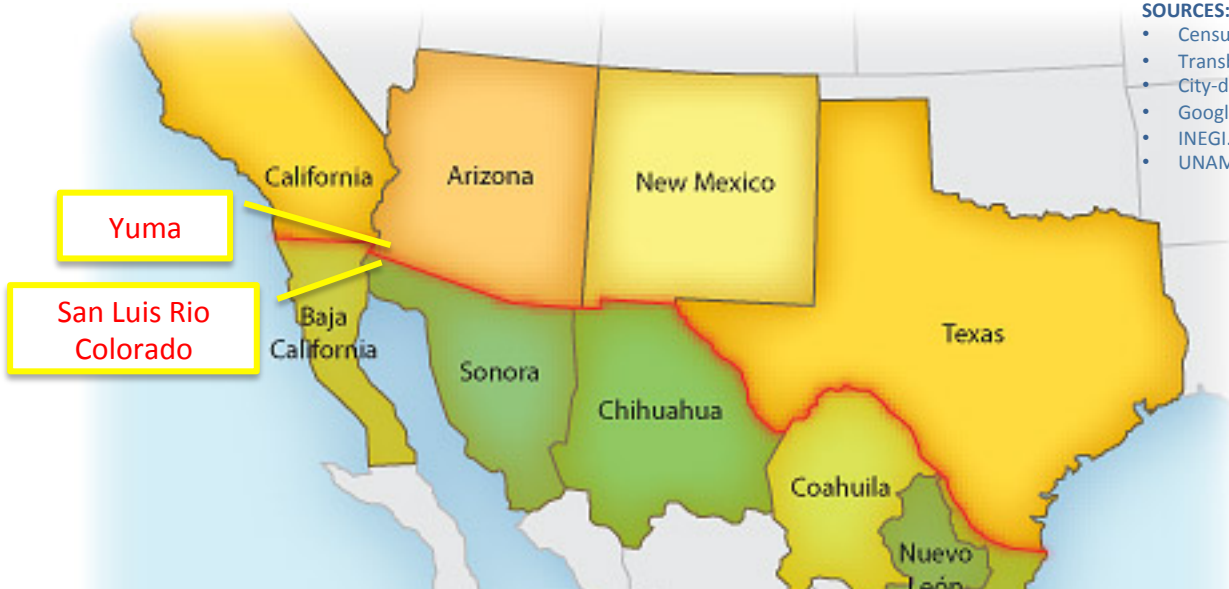 SOURCES:
• Censu
• Transl
• City-d
• Googl
• INEGI.
• UNAM
California
Arizona
New Mexico
Yuma
San Luis Rio
Colorado
Baja
California
Texas
Sonora
Chihuahua
Coahuila
Nuevo
León